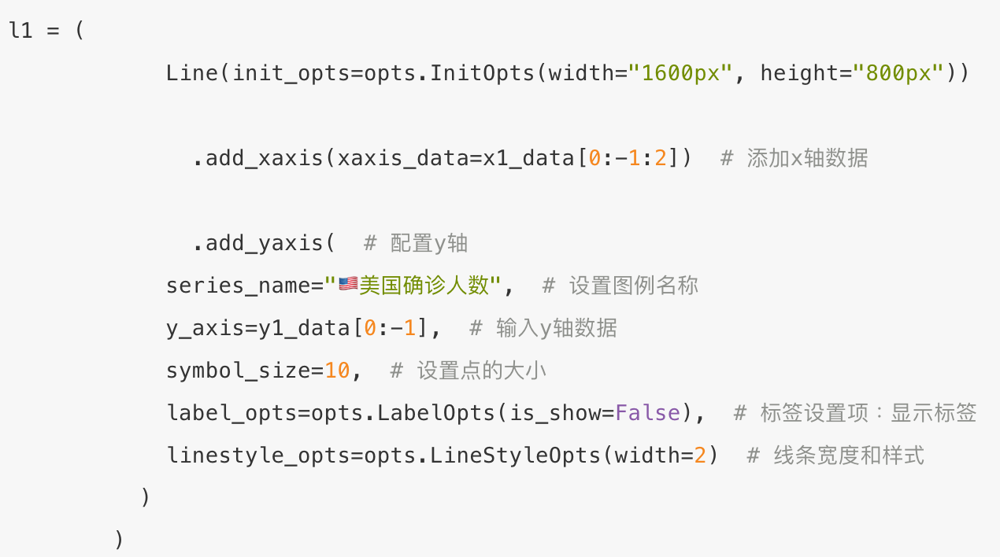 l1 = (
Line(init_opts=opts.InitOpts(width="1600px", height="800px"))
.add_xaxis(xaxis_data=x1_data[0:-1:2])  # 添加x轴数据
.add_yaxis(  # 配置y轴
series_name="🇺🇸美国确诊人数",  # 设置图例名称
y_axis=y1_data[0:-1],  # 输入y轴数据
symbol_size=10,  # 设置点的大小
label_opts=opts.LabelOpts(is_show=False),  # 标签设置项：显示标签
linestyle_opts=opts.LineStyleOpts(width=2)  # 线条宽度和样式
)
)